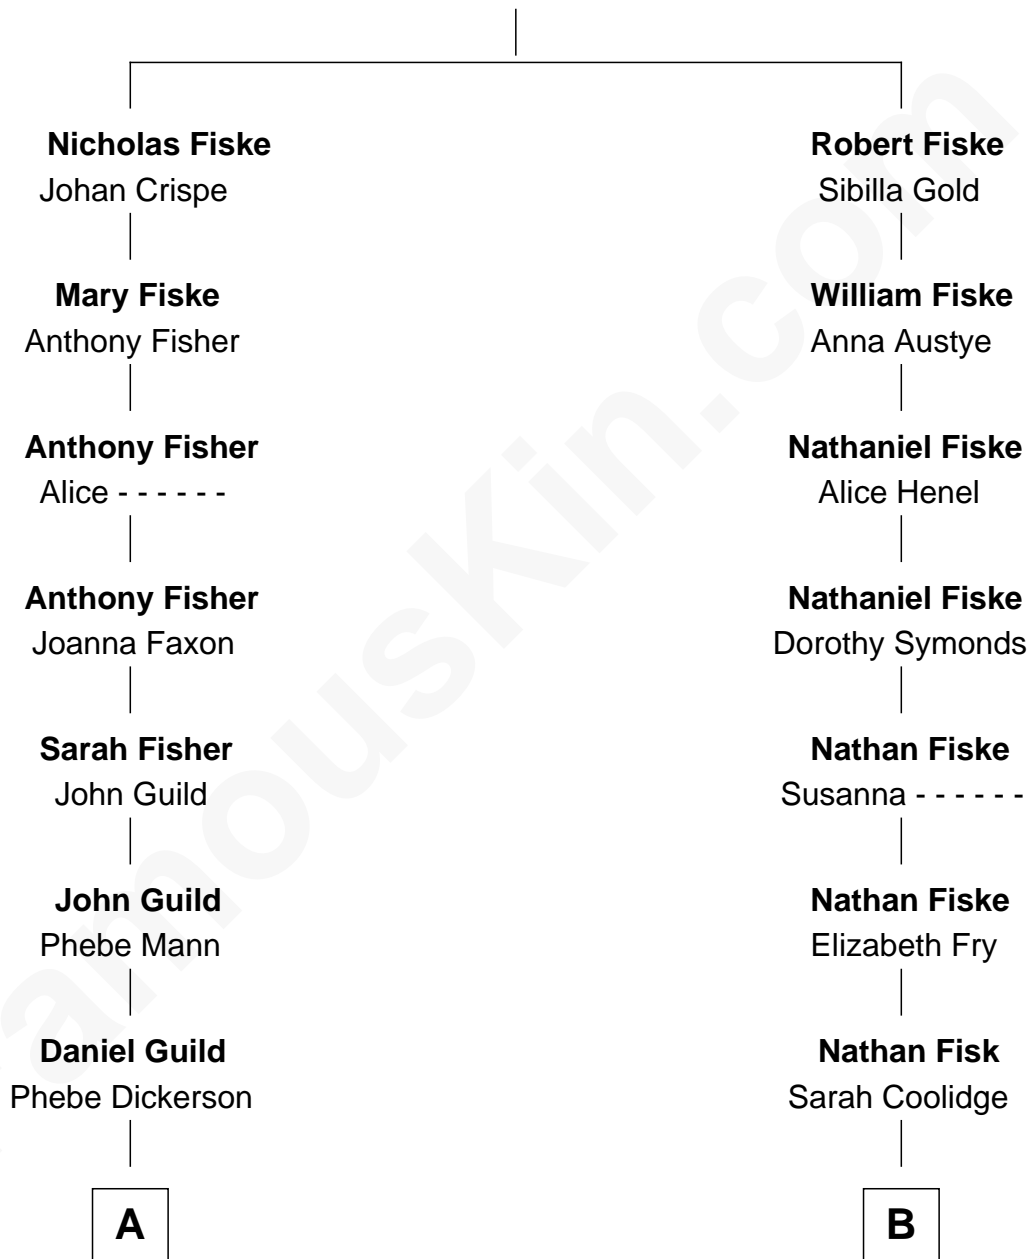 Nicholas Fiske
Johan Crispe
Robert Fiske
Sibilla Gold
Mary Fiske
Anthony Fisher
William Fiske
Anna Austye
Anthony Fisher
Alice - - - - - -
Nathaniel Fiske
Alice Henel
Anthony Fisher
Joanna Faxon
Nathaniel Fiske
Dorothy Symonds
Sarah Fisher
John Guild
Nathan Fiske
Susanna - - - - - -
John Guild
Phebe Mann
Nathan Fiske
Elizabeth Fry
Daniel Guild
Phebe Dickerson
Nathan Fisk
Sarah Coolidge
A
B
amouskin.com